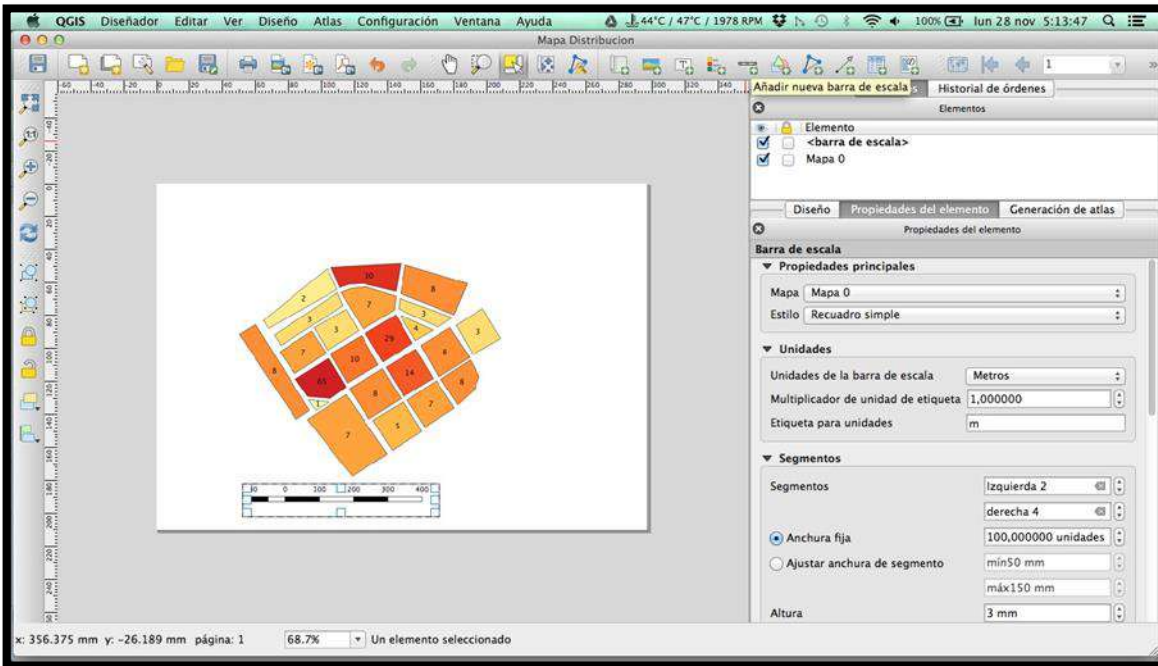 QGIS Diseñador Editar Ver Diseño Atlas Configuración Ventana Ayuda 44°C / 47°C / 1978 RPM 100% lun 28 nov 5:13:47
Mapa Distribucion
1
Añadir nueva barra de escala
Historial de órdenes
Elementos
Elemento
<barra de escala>
Mapa 0
Diseño Propiedades del elemento Generación de atlas
Propiedades del elemento
Barra de escala
Propiedades principales
Mapa Mapa 0
Estilo Recuadro simple
Unidades
Unidades de la barra de escala Metros
Multiplicador de unidad de etiqueta 1,000000
Etiqueta para unidades m
Segmentos
Segmentos Izquierda 2
derecha 4
Anchura fija 100,000000 unidades
Ajustar anchura de segmento mín50 mm
máx150 mm
Altura 3 mm
2
8
7
3
3
3
4
29
3
7
10
8
65
14
8
8
1
7
0 100 200 300 400
x: 356.375 mm y: -26.189 mm página: 1 68.7% Un elemento seleccionado